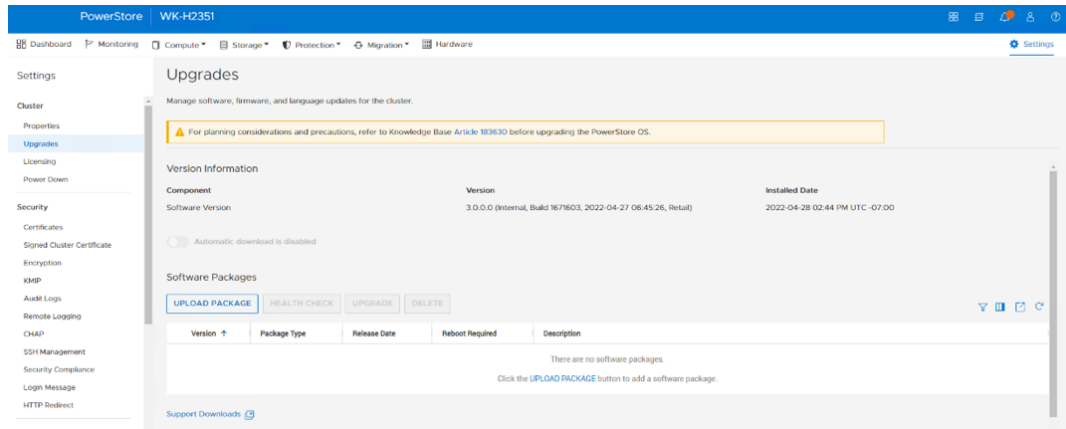 PowerStore WK-H2351
Dashboard Monitoring Compute Storage Protection Migration Hardware Settings
Settings
Cluster
Properties
Upgrades
Licensing
Power Down
Security
Certificates
Signed Cluster Certificate
Encryption
KMIP
Audit Logs
Remote Logging
CHAP
SSH Management
Security Compliance
Login Message
HTTP Redirect
Upgrades
Manage software, firmware, and language updates for the cluster.
For planning considerations and precautions, refer to Knowledge Base Article 183630 before upgrading the PowerStore OS.
Version Information
Component Version Installed Date
Software Version 3.0.0.0 (Internal, Build 1671603, 2022-04-27 06:45:26, Retail) 2022-04-28 02:44 PM UTC -07:00
Automatic download is disabled
Software Packages
UPLOAD PACKAGE HEALTH CHECK UPGRADE DELETE
Version Package Type Release Date Reboot Required Description
There are no software packages.
Click the UPLOAD PACKAGE button to add a software package.
Support Downloads